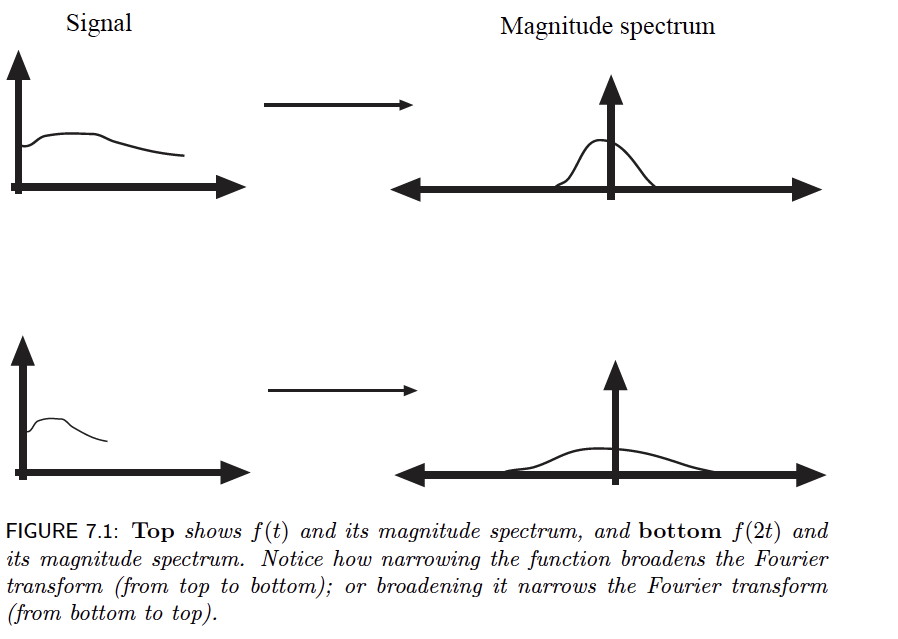 Signal
Magnitude spectrum
FIGURE 7.1: Top shows f(t) and its magnitude spectrum, and bottom f(2t) and
its magnitude spectrum. Notice how narrowing the function broadens the Fourier
transform (from top to bottom); or broadening it narrows the Fourier transform
(from bottom to top).